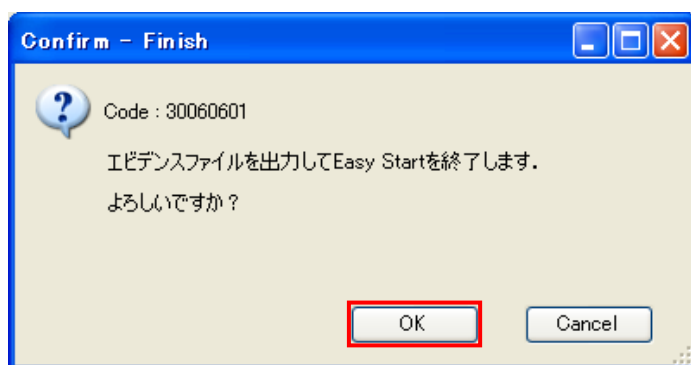 Confirm - Finish
Code : 30060601
エビデンスファイルを出力してEasy Startを終了します.
よろしいですか？
OK
Cancel